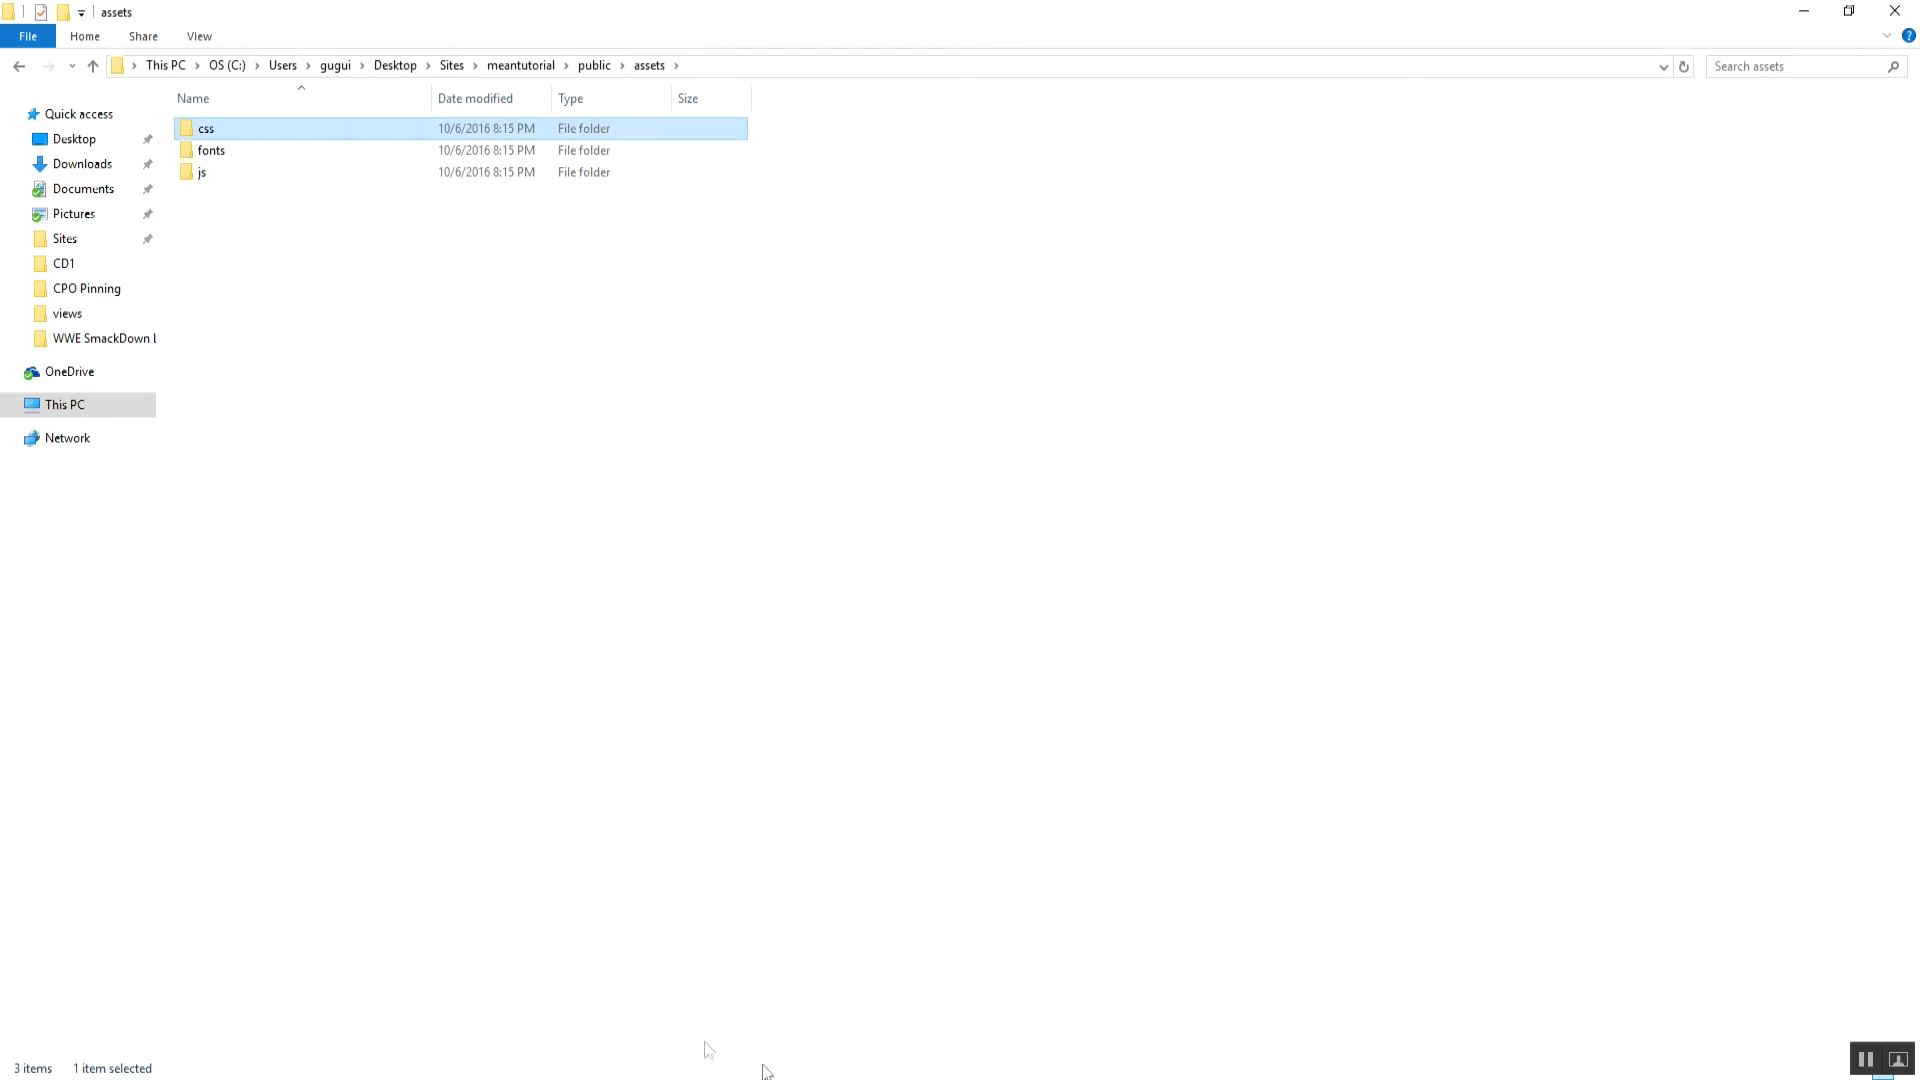 assets
File Home Share View
This PC OS (C:) Users gugui Desktop Sites meantutorial public assets Search assets
Name Date modified Type Size
Quick access
css 10/6/2016 8:15 PM File folder
Desktop
fonts 10/6/2016 8:15 PM File folder
Downloads
js 10/6/2016 8:15 PM File folder
Documents
Pictures
Sites
CD1
CPO Pinning
views
WWE SmackDown
OneDrive
This PC
Network
3 items 1 item selected